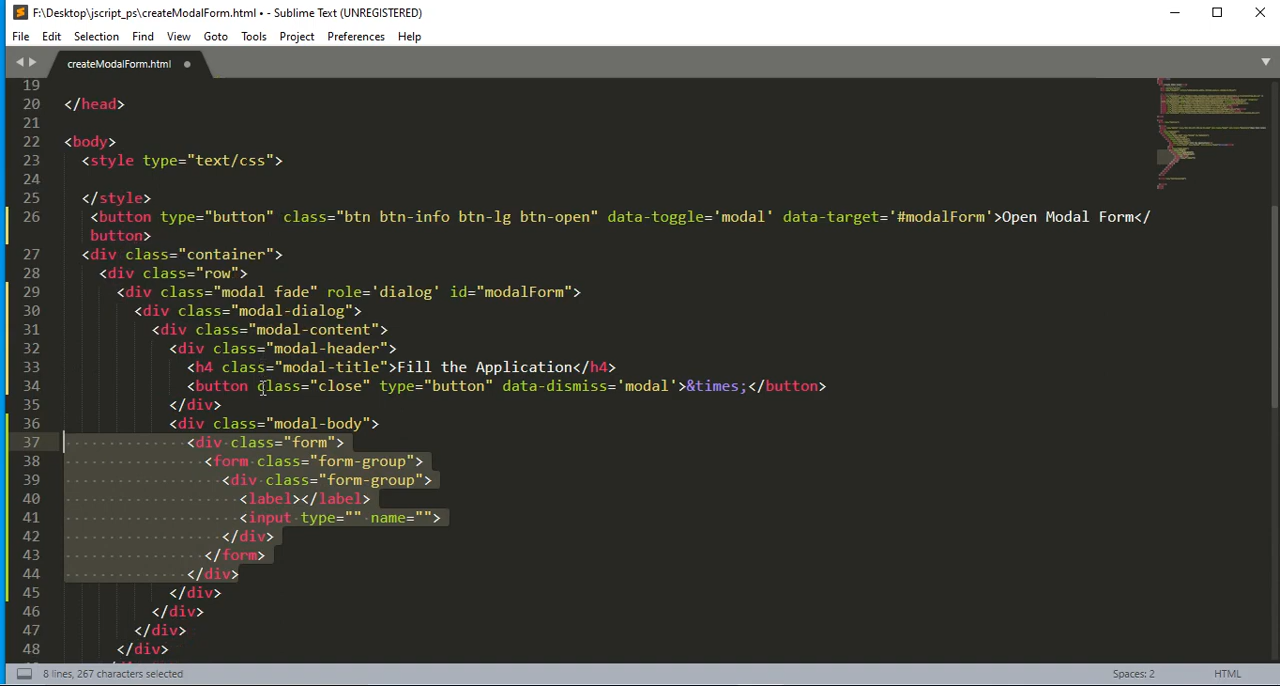 F:\Desktop\jscript_ps\createModalForm.html • - Sublime Text (UNREGISTERED)
File Edit Selection Find View Goto Tools Project Preferences Help
createModalForm.html
19
20 </head>
21
22 <body>
23 <style type="text/css">
24
25 </style>
26 <button type="button" class="btn btn-info btn-lg btn-open" data-toggle='modal' data-target='#modalForm'>Open Modal Form</
button>
27 <div class="container">
28 <div class="row">
29 <div class="modal fade" role='dialog' id="modalForm">
30 <div class="modal-dialog">
31 <div class="modal-content">
32 <div class="modal-header">
33 <h4 class="modal-title">Fill the Application</h4>
34 <button class="close" type="button" data-dismiss='modal'>&times;</button>
35 </div>
36 <div class="modal-body">
37 <div class="form">
38 <form class="form-group">
39 <div class="form-group">
40 <label></label>
41 <input type="" name="">
42 </div>
43 </form>
44 </div>
45 </div>
46 </div>
47 </div>
48 </div>
8 lines, 267 characters selected
Spaces: 2
HTML